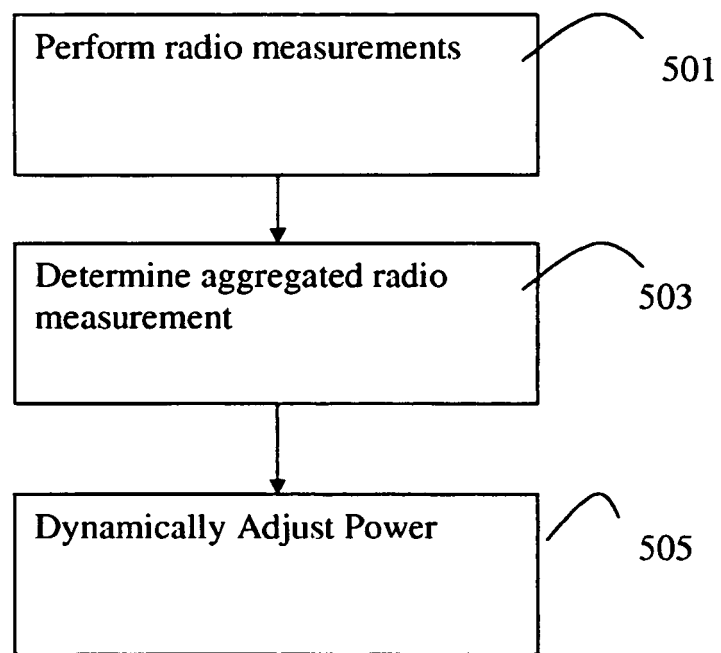 Perform radio measurements
501
Determine aggregated radio
measurement
503
Dynamically Adjust Power
505